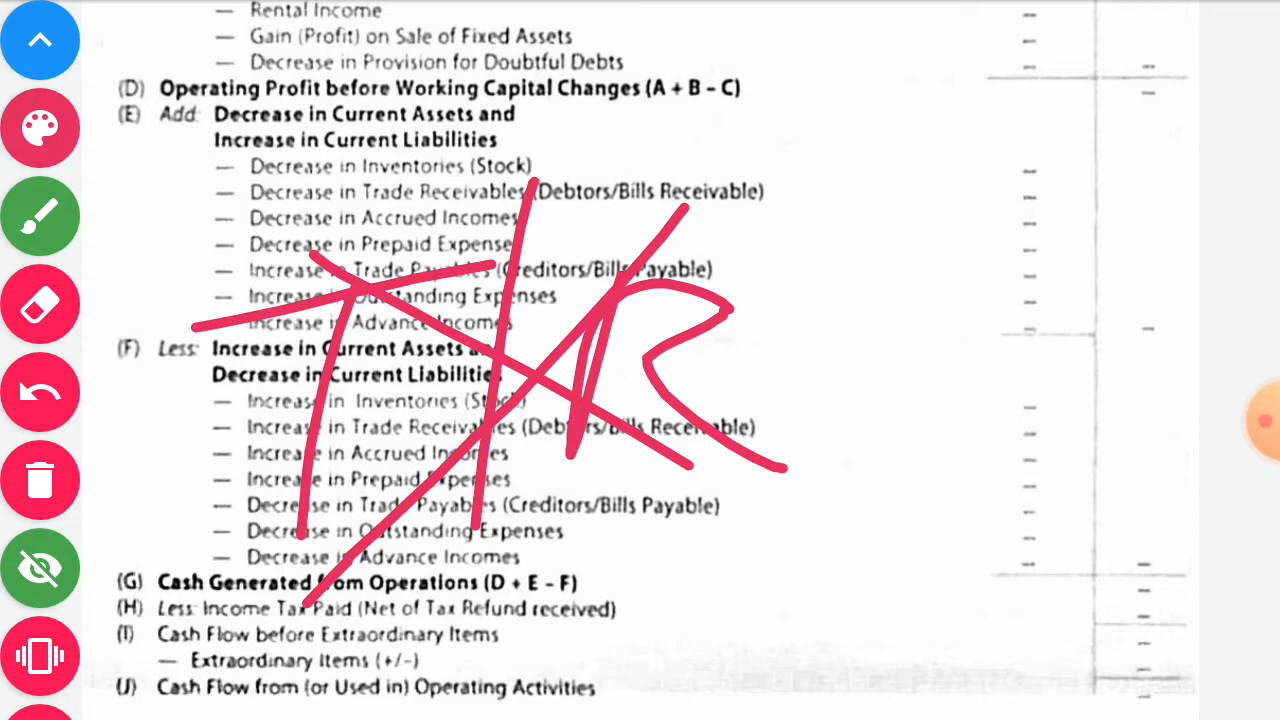 — Rental Income
— Gain (Profit) on Sale of Fixed Assets
— Decrease in Provision for Doubtful Debts
(D) Operating Profit before Working Capital Changes (A + B – C)
(E) Add: Decrease in Current Assets and
Increase in Current Liabilities
— Decrease in Inventories (Stock)
— Decrease in Trade Receivables (Debtors/Bills Receivable)
— Decrease in Accrued Incomes
— Decrease in Prepaid Expense
— Increase in Trade Payables (Creditors/Bills Payable)
— Increase in Outstanding Expenses
Increase in Advance Incomes
(F) Less: Increase in Current Assets and
Decrease in Current Liabilities
— Increase in Inventories (Stock)
— Increase in Trade Receivables (Debtors/Bills Receivable)
— Increase in Accrued Incomes
— Increase in Prepaid Expenses
— Decrease in Trade Payables (Creditors/Bills Payable)
— Decrease in Outstanding Expenses
— Decrease in Advance Incomes
(G) Cash Generated from Operations (D + E – F)
(H) Less: Income Tax Paid (Net of Tax Refund received)
(I) Cash Flow before Extraordinary Items
— Extraordinary Items (+/–)
(J) Cash Flow from (or Used in) Operating Activities